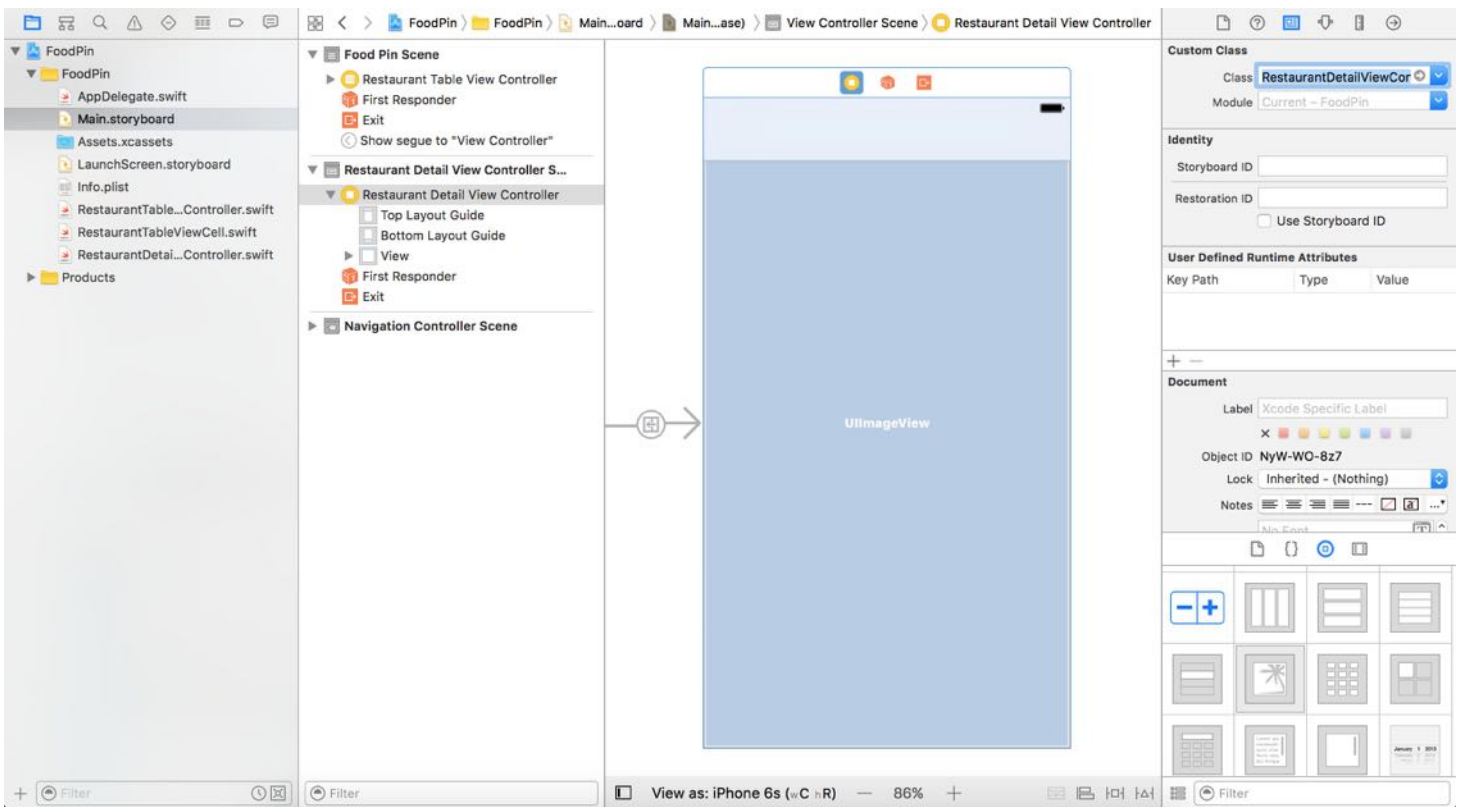 FoodPin
FoodPin
AppDelegate.swift
Main.storyboard
Assets.xcassets
LaunchScreen.storyboard
Info.plist
RestaurantTable...Controller.swift
RestaurantTableViewCell.swift
RestaurantDetai...Controller.swift
Products
Filter
FoodPin
FoodPin
Main...oard
Main...ase)
View Controller Scene
Restaurant Detail View Controller
Food Pin Scene
Restaurant Table View Controller
First Responder
Exit
Show segue to "View Controller"
Restaurant Detail View Controller S...
Restaurant Detail View Controller
Top Layout Guide
Bottom Layout Guide
View
First Responder
Exit
Navigation Controller Scene
Filter
UIImageView
View as: iPhone 6s (wC hR) — 86% +
Custom Class
Class RestaurantDetailViewCor
Module Current – FoodPin
Identity
Storyboard ID
Restoration ID
Use Storyboard ID
User Defined Runtime Attributes
Key Path Type Value
Document
Label Xcode Specific Label
Object ID NyW-WO-8z7
Lock Inherited - (Nothing)
Notes
No Font
Filter